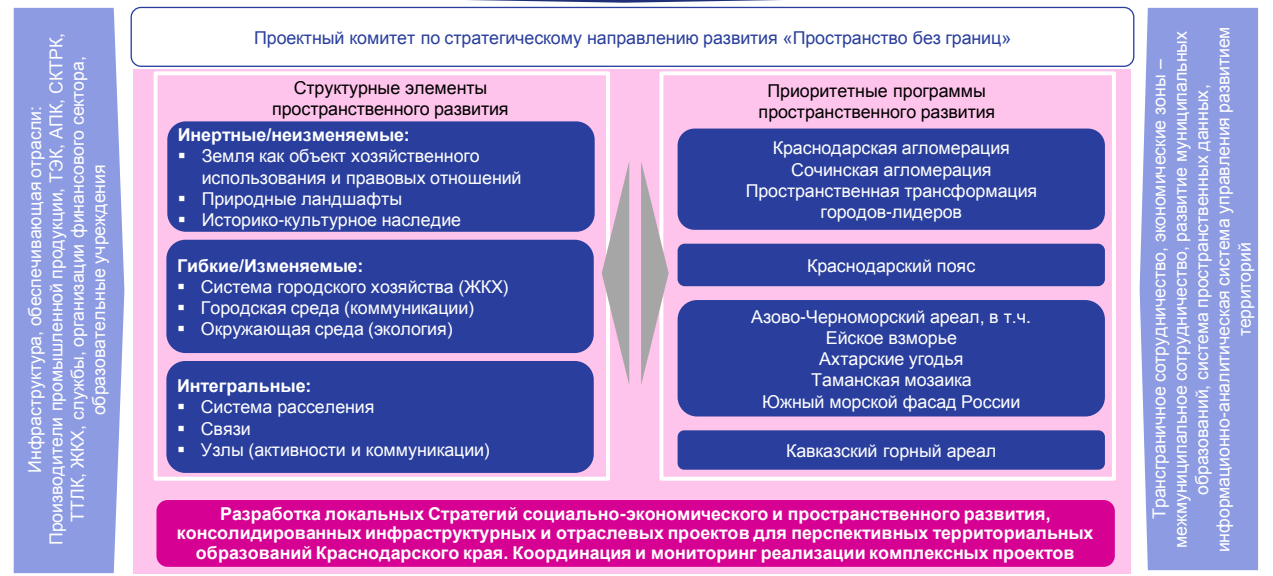 Инфраструктура, обеспечивающая отрасли:
Производители промышленной продукции, ТЭК, АПК, СКТРК,
ТТЛК, ЖКХ, службы, организации финансового сектора,
образовательные учреждения
Проектный комитет по стратегическому направлению развития «Пространство без границ»
Структурные элементы
пространственного развития
Инертные/неизменяемые:
▪ Земля как объект хозяйственного
использования и правовых отношений
▪ Природные ландшафты
▪ Историко-культурное наследие
Гибкие/Изменяемые:
▪ Система городского хозяйства (ЖКХ)
▪ Городская среда (коммуникации)
▪ Окружающая среда (экология)
Интегральные:
▪ Система расселения
▪ Связи
▪ Узлы (активности и коммуникации)
Приоритетные программы
пространственного развития
Краснодарская агломерация
Сочинская агломерация
Пространственная трансформация
городов-лидеров
Краснодарский пояс
Азово-Черноморский ареал, в т.ч.
Ейское взморье
Ахтарские угодья
Таманская мозаика
Южный морской фасад России
Кавказский горный ареал
Разработка локальных Стратегий социально-экономического и пространственного развития,
консолидированных инфраструктурных и отраслевых проектов для перспективных территориальных
образований Краснодарского края. Координация и мониторинг реализации комплексных проектов
Трансграничное сотрудничество, экономические зоны –
межмуниципальное сотрудничество, развитие муниципальных
образований, система пространственных данных,
информационно-аналитическая система управления развитием
территорий